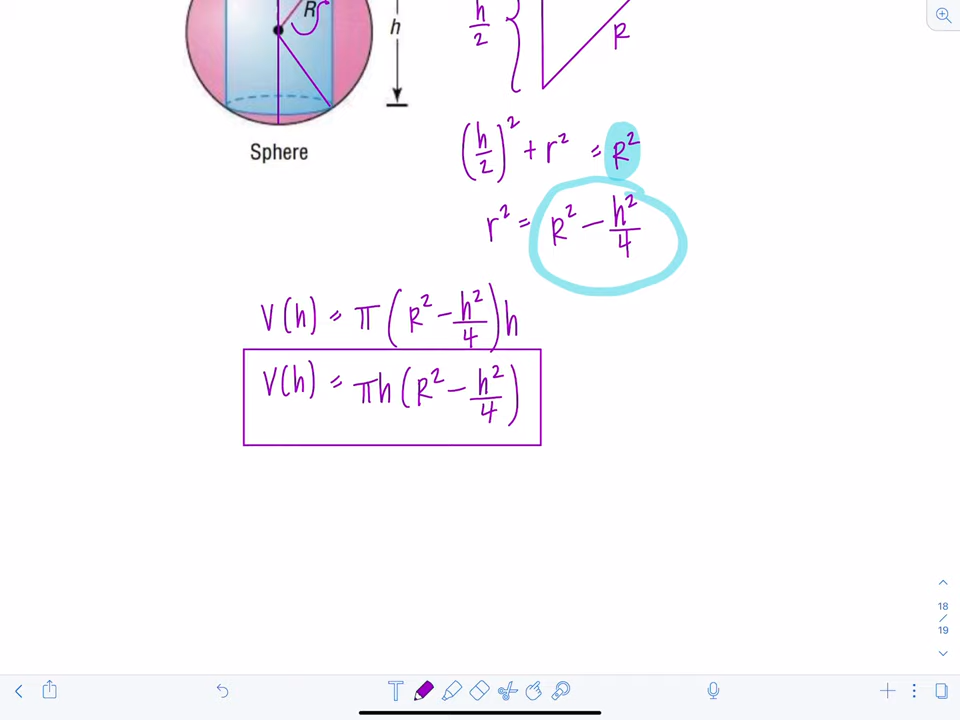 R
h
h/2
R
Sphere
(h/2)² + r² = R²
r² = R² − h²/4
V(h) = π(R² − h²/4)h
V(h) = πh(R² − h²/4)
18
/
19
T